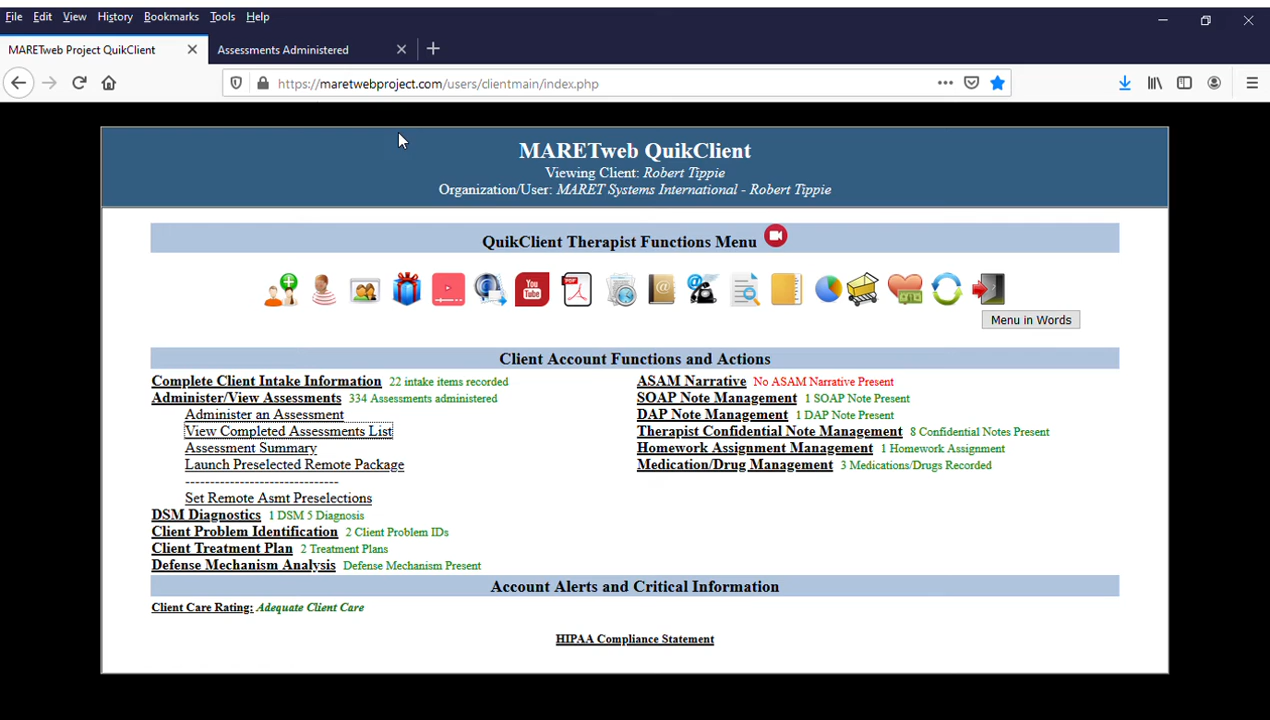 File Edit View History Bookmarks Tools Help
MARETweb Project QuikClient
Assessments Administered
https://maretwebproject.com/users/clientmain/index.php
MARETweb QuikClient
Viewing Client: Robert Tippie
Organization/User: MARET Systems International - Robert Tippie
QuikClient Therapist Functions Menu
You Tube
PDF
Menu in Words
Client Account Functions and Actions
Complete Client Intake Information 22 intake items recorded
Administer/View Assessments 334 Assessments administered
Administer an Assessment
View Completed Assessments List
Assessment Summary
Launch Preselected Remote Package
------------------------------
Set Remote Asmt Preselections
DSM Diagnostics 1 DSM 5 Diagnosis
Client Problem Identification 2 Client Problem IDs
Client Treatment Plan 2 Treatment Plans
Defense Mechanism Analysis Defense Mechanism Present
ASAM Narrative No ASAM Narrative Present
SOAP Note Management 1 SOAP Note Present
DAP Note Management 1 DAP Note Present
Therapist Confidential Note Management 8 Confidential Notes Present
Homework Assignment Management 1 Homework Assignment
Medication/Drug Management 3 Medications/Drugs Recorded
Account Alerts and Critical Information
Client Care Rating: Adequate Client Care
HIPAA Compliance Statement